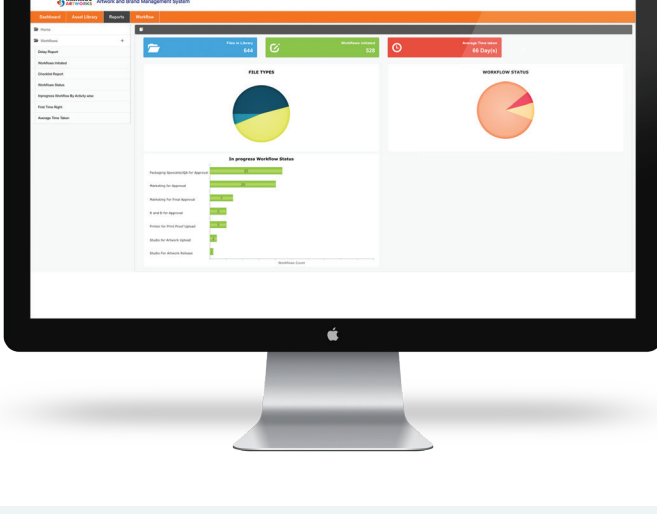 ARTWORKS Artwork and Brand Management System
Dashboard Asset Library Reports Workflow
Home
Workflows +
Delay Report
Workflows Initiated
Checklist Report
Workflows Status
Inprogress Workflow By Activity wise
First Time Right
Average Time Taken
Files in Library
644
Workflows Initiated
528
Average Time Value
66 Day(s)
FILE TYPES
WORKFLOW STATUS
In progress Workflow Status
Packaging Specialist/QA for Approval
Marketing for Approval
Marketing For Final Approval
R and D for Approval
Printer for Print Proof Upload
Studio for Artwork Upload
Studio For Artwork Release
Workflows Count